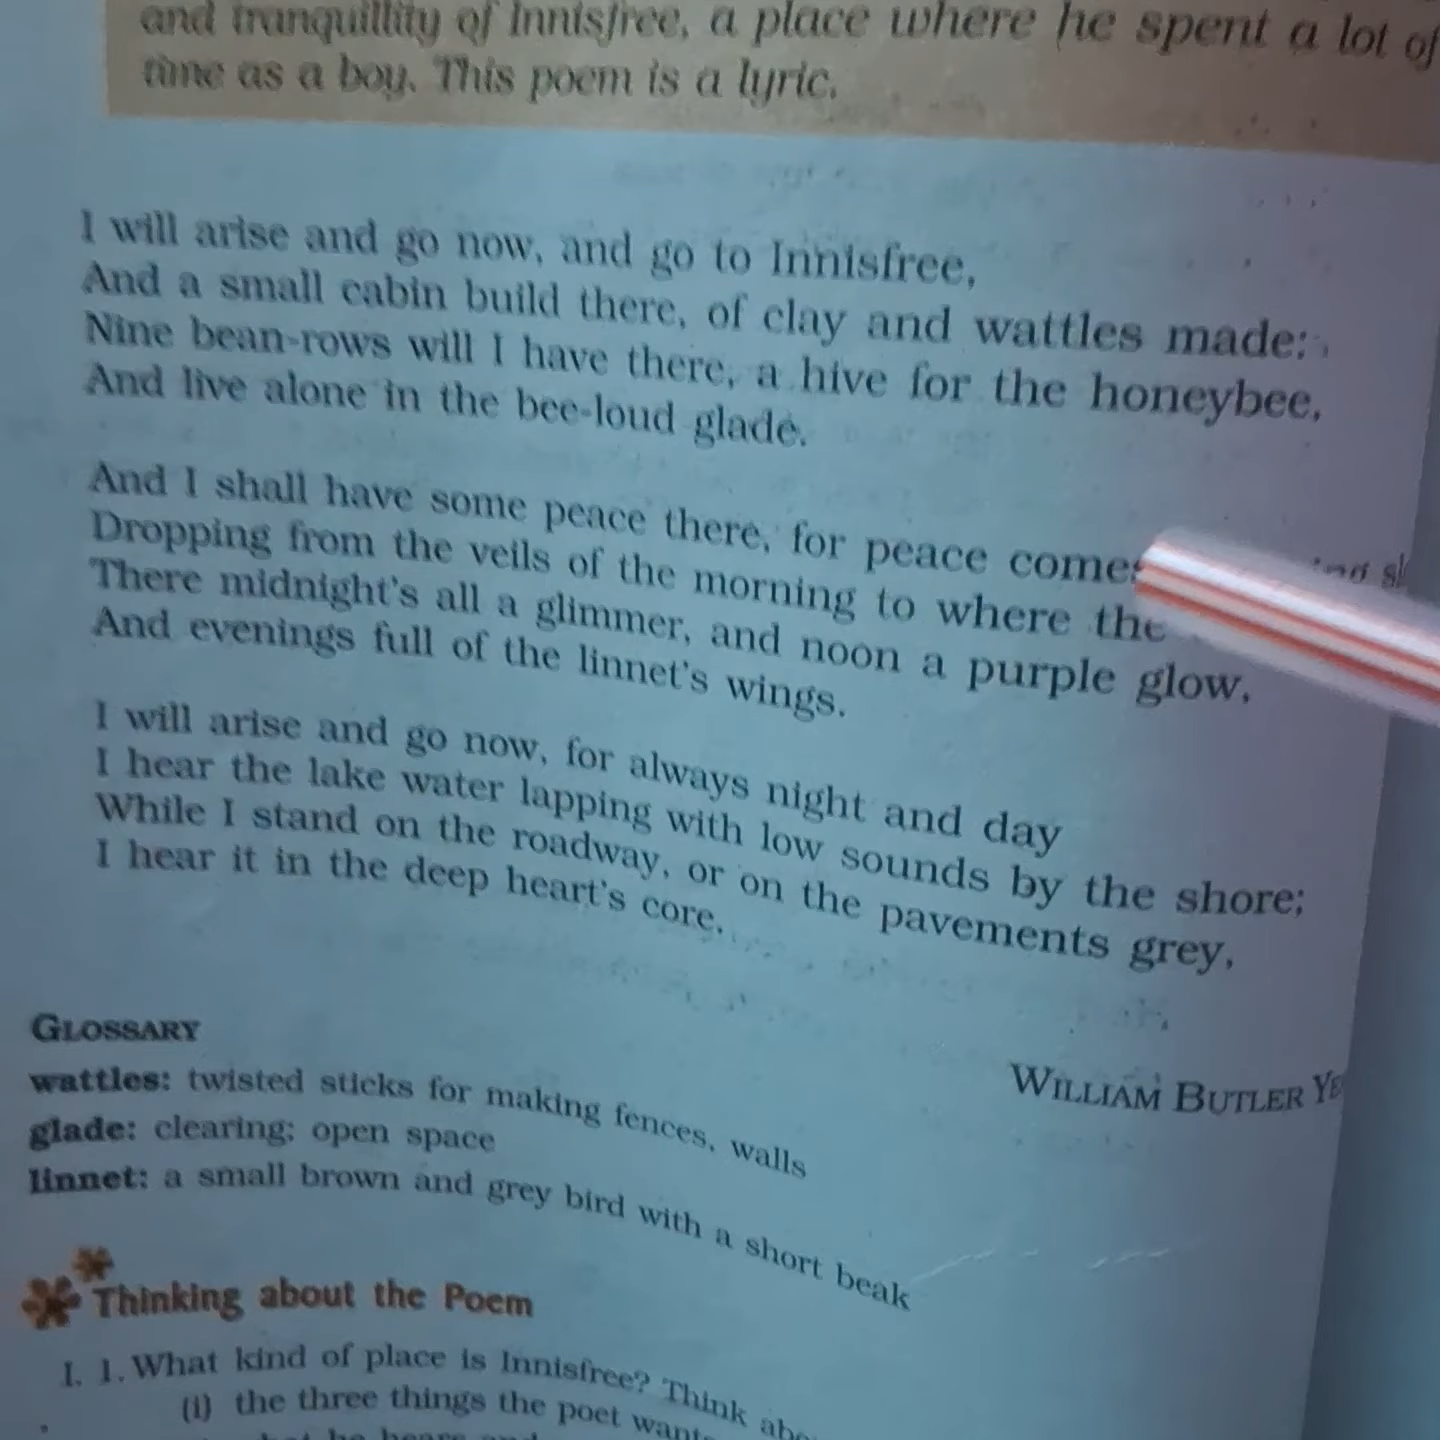 and tranquillity of Innisfree, a place where he spent a lot of
time as a boy. This poem is a lyric.
I will arise and go now, and go to Innisfree,
And a small cabin build there, of clay and wattles made:
Nine bean-rows will I have there, a hive for the honeybee,
And live alone in the bee-loud glade.
And I shall have some peace there, for peace comes
Dropping from the veils of the morning to where the
There midnight's all a glimmer, and noon a purple glow,
And evenings full of the linnet's wings.
I will arise and go now, for always night and day
I hear the lake water lapping with low sounds by the shore;
While I stand on the roadway, or on the pavements grey,
I hear it in the deep heart's core.
WILLIAM BUTLER YE
GLOSSARY
wattles: twisted sticks for making fences, walls
glade: clearing; open space
linnet: a small brown and grey bird with a short beak
Thinking about the Poem
I. 1. What kind of place is Innisfree? Think abo
(i) the three things the poet wants
he hears and